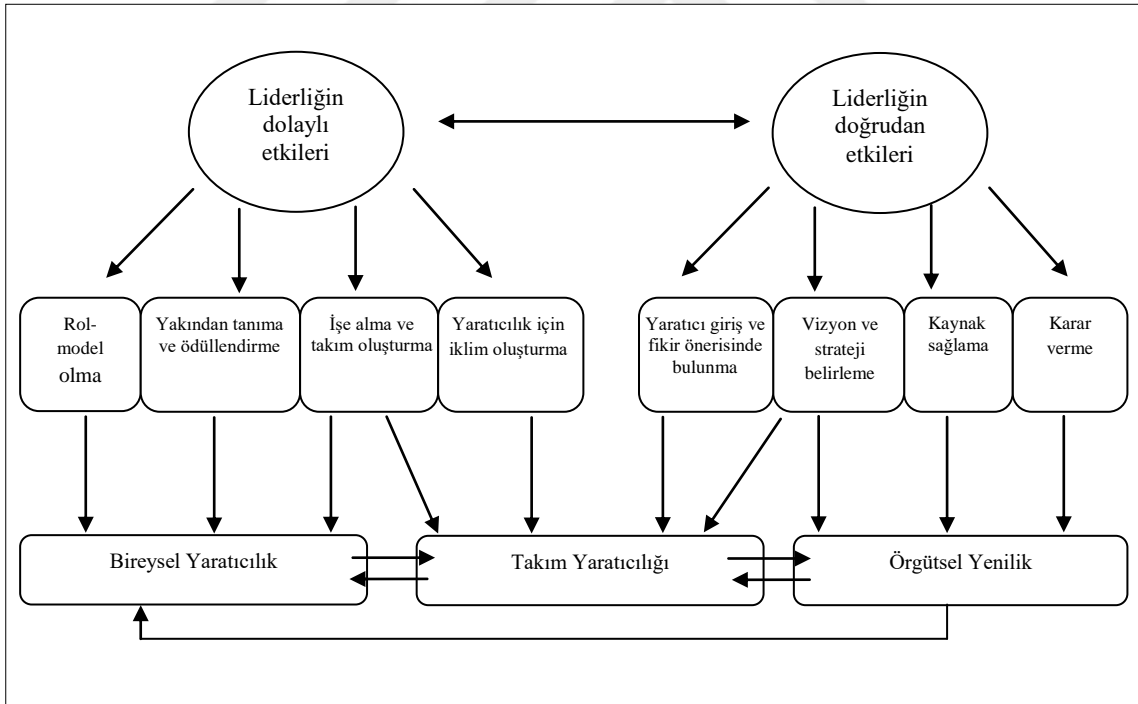 Liderliğin
dolaylı
etkileri
Liderliğin
doğrudan
etkileri
Rol-
model
olma
Yakından tanıma
ve ödüllendirme
İşe alma ve
takım oluşturma
Yaratıcılık için
iklim oluşturma
Yaratıcı giriş ve
fikir önerisinde
bulunma
Vizyon ve
strateji
belirleme
Kaynak
sağlama
Karar
verme
Bireysel Yaratıcılık
Takım Yaratıcılığı
Örgütsel Yenilik